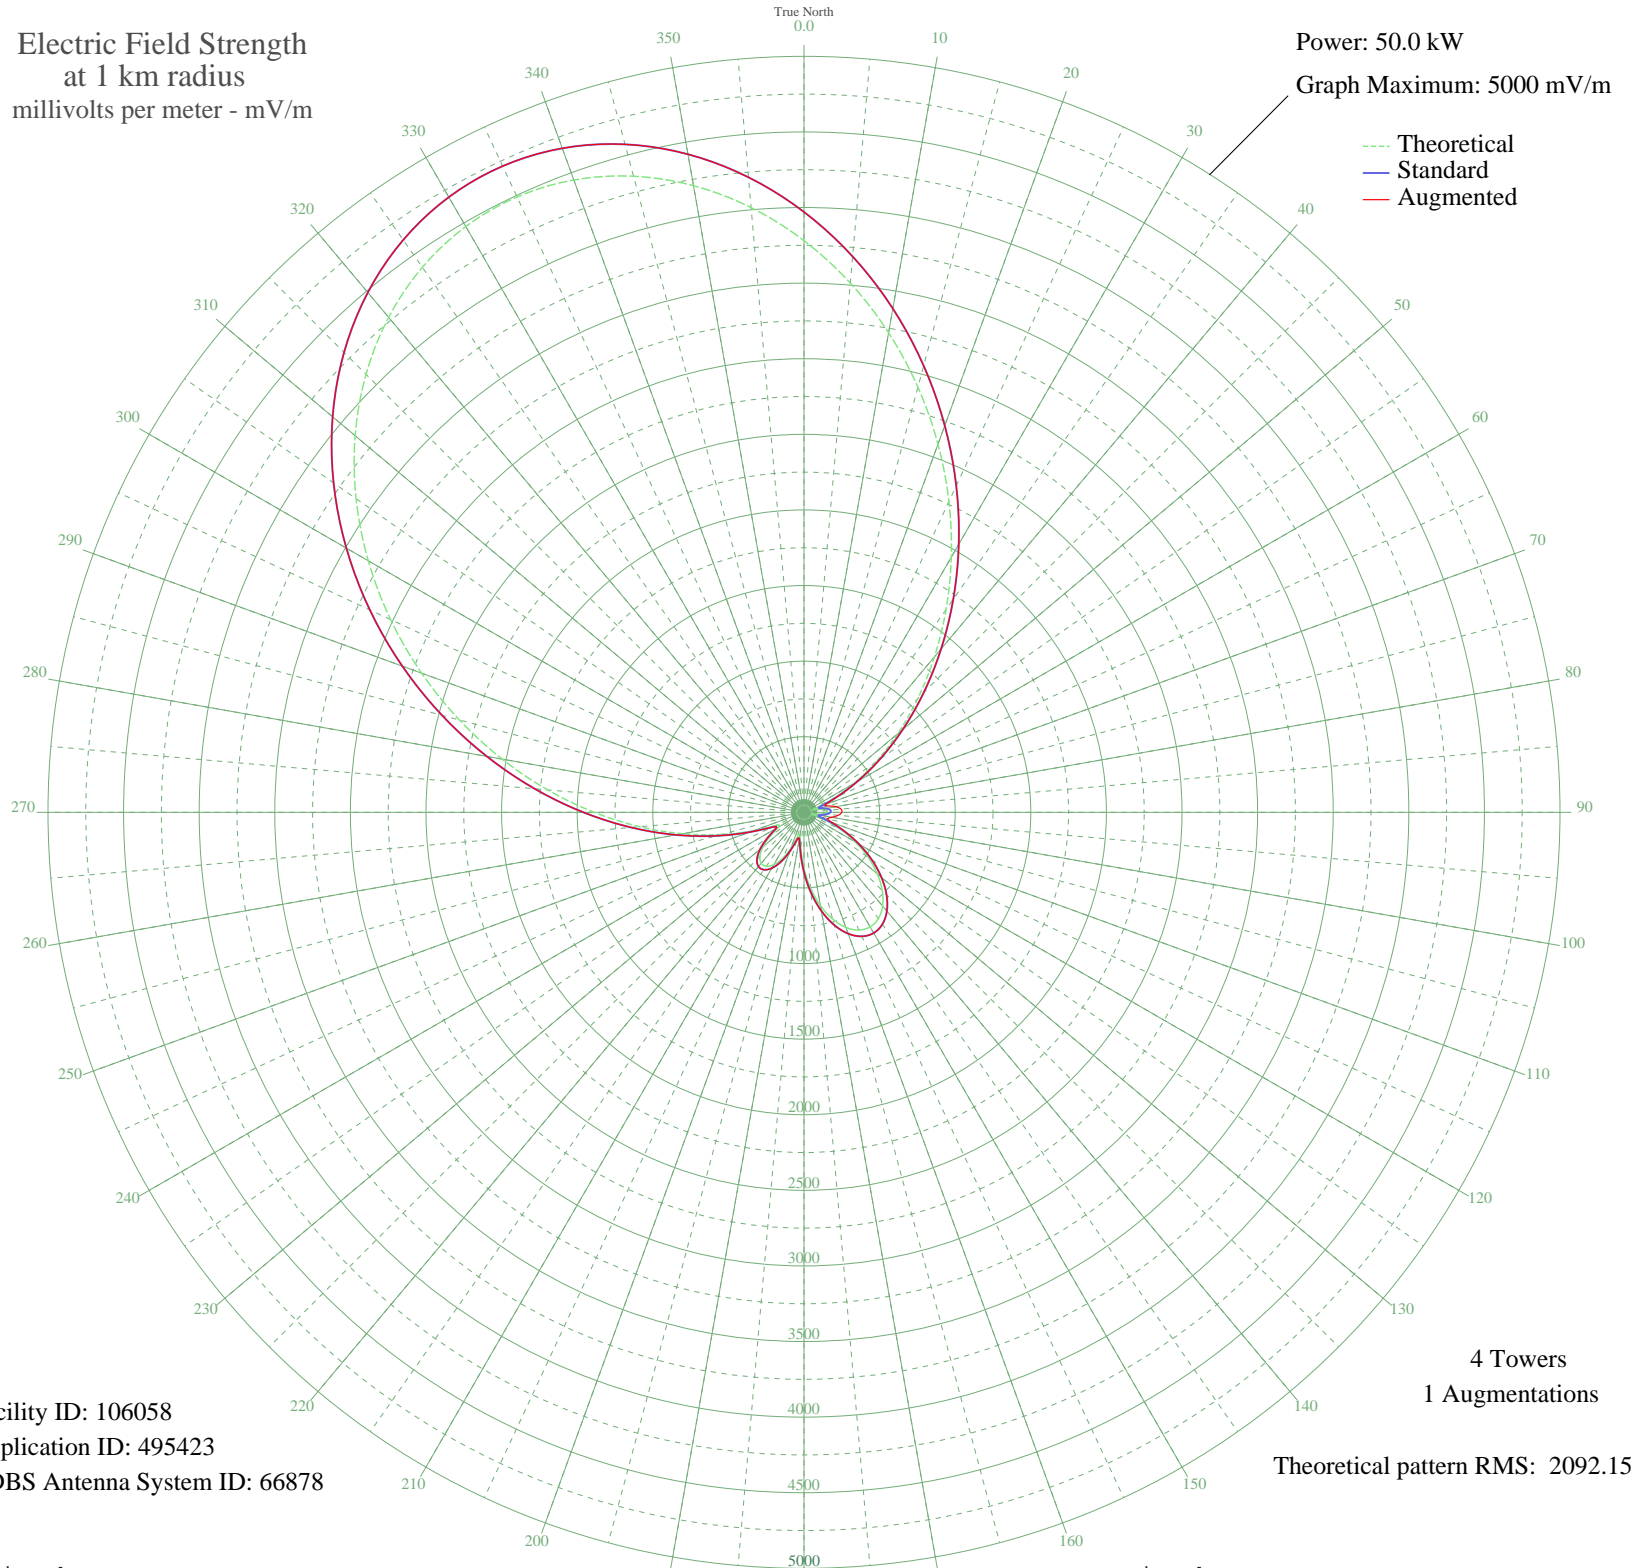 True North
0.0
Electric Field Strength
at 1 km radius
millivolts per meter - mV/m
Power: 50.0 kW
Graph Maximum: 5000 mV/m
Theoretical
Standard
Augmented
10
20
30
40
50
60
70
80
90
100
110
120
130
140
150
160
200
210
220
230
240
250
260
270
280
290
300
310
320
330
340
350
1000
1500
2000
2500
3000
3500
4000
4500
5000
4 Towers
1 Augmentations
Theoretical pattern RMS: 2092.15
cility ID: 106058
plication ID: 495423
DBS Antenna System ID: 66878